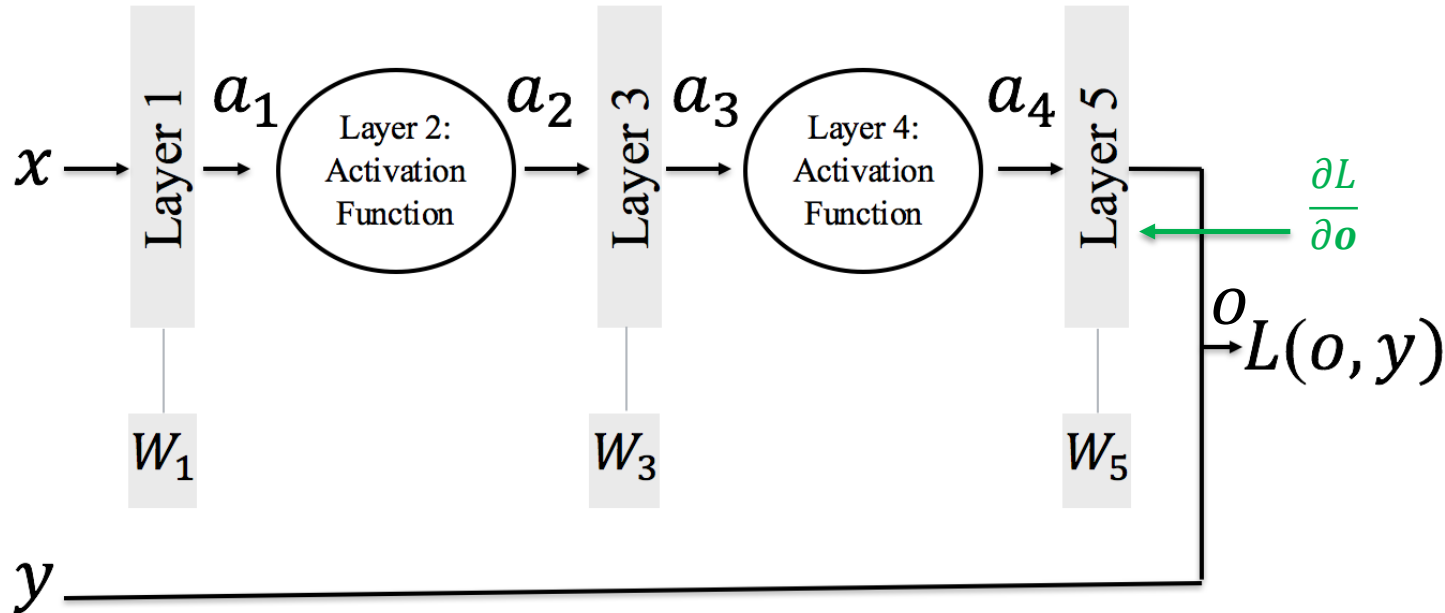 x
Layer 1
a₁
Layer 2:
Activation
Function
a₂
Layer 3
a₃
Layer 4:
Activation
Function
a₄
Layer 5
∂L
∂o
o
L(o, y)
W₁
W₃
W₅
y